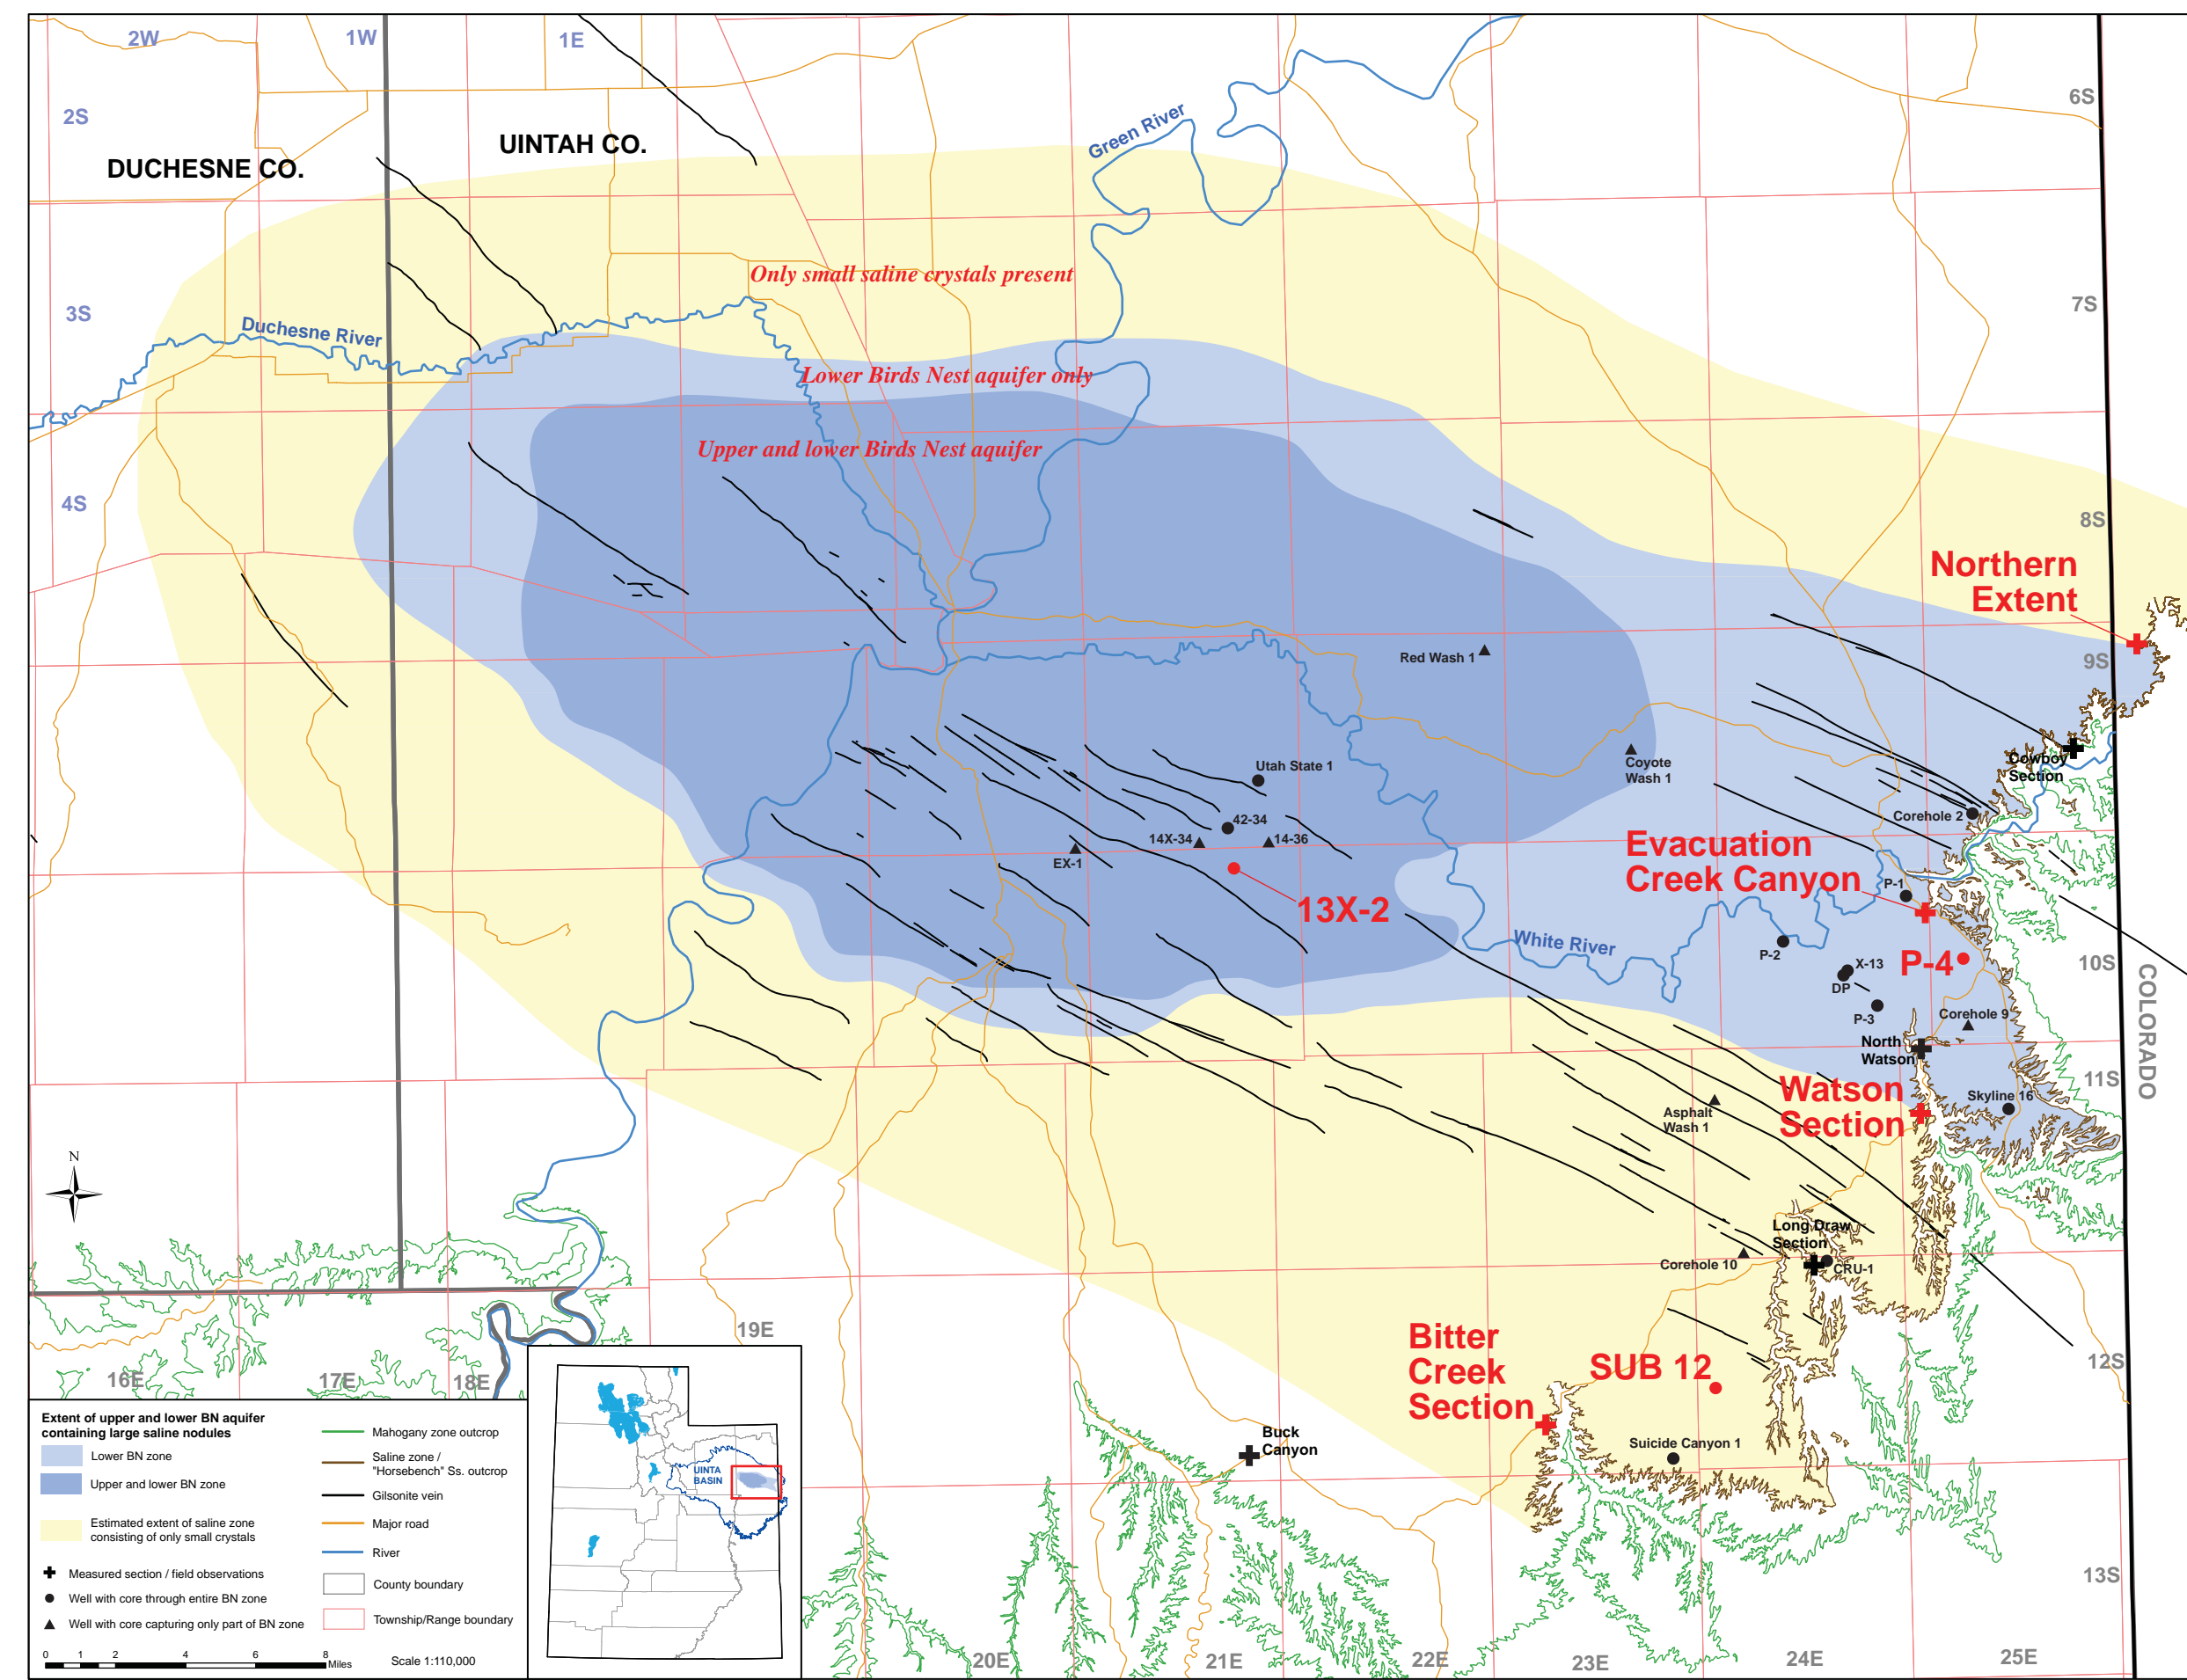 2W
1W
1E
6S
2S
Green River
UINTAH CO.
DUCHESNE CO.
Only small saline crystals present
7S
3S
Duchesne River
Lower Birds Nest aquifer only
Upper and lower Birds Nest aquifer
4S
8S
Northern
Extent
Red Wash 1
9S
Cowboy
Section
Utah State 1
Coyote
Wash 1
Corehole 2
42-34
14X-34
14-36
EX-1
Evacuation
Creek Canyon
P-1
13X-2
White River
P-2
P-4
10S
COLORADO
X-13
DP
P-3
Corehole 9
North
Watson
11S
Watson
Section
Skyline 16
Asphalt
Wash 1
N
Long Draw
Section
Corehole 10
CRU-1
19E
Bitter
Creek
Section
SUB 12
12S
16E
17E
18E
Buck
Canyon
Suicide Canyon 1
13S
20E
21E
22E
23E
24E
25E
Extent of upper and lower BN aquifer
containing large saline nodules
Lower BN zone
Upper and lower BN zone
Estimated extent of saline zone
consisting of only small crystals
Measured section / field observations
Well with core through entire BN zone
Well with core capturing only part of BN zone
Mahogany zone outcrop
Saline zone /
"Horsebench" Ss. outcrop
Gilsonite vein
Major road
River
County boundary
Township/Range boundary
0 1 2 4 6 8
Miles
Scale 1:110,000
UINTA
BASIN